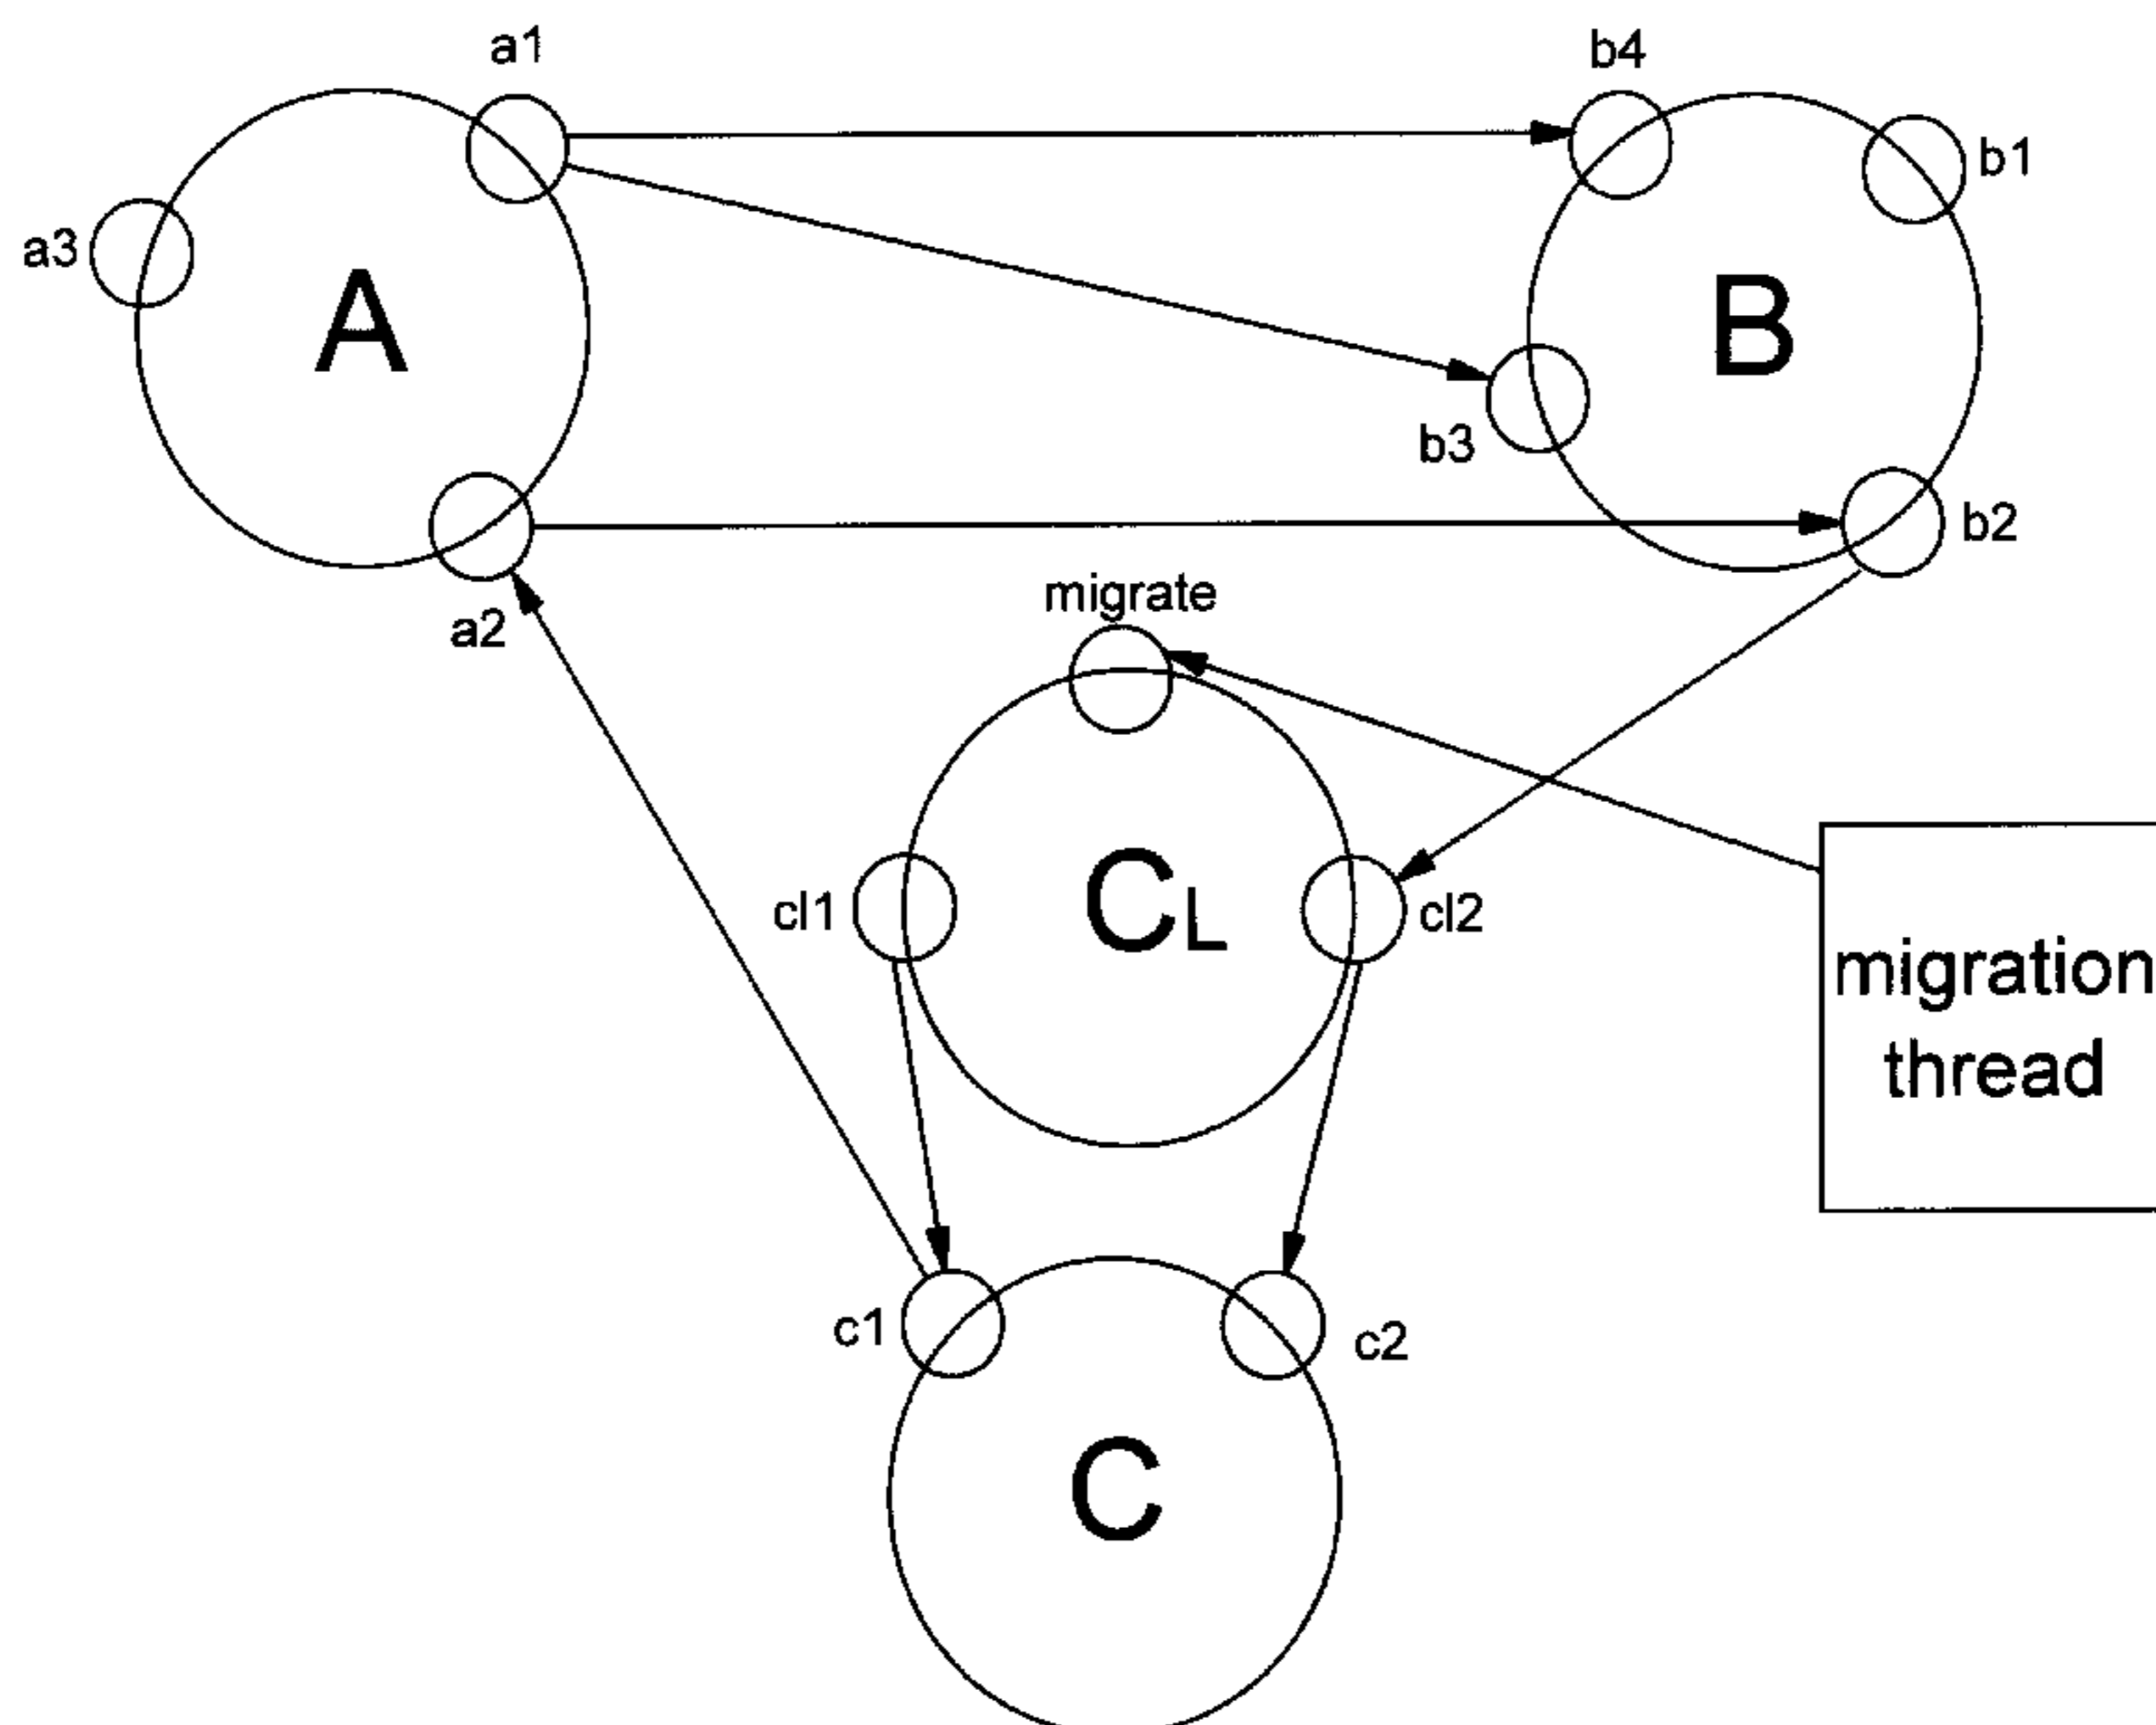 a1
b4
b1
a3
A
B
b3
b2
migrate
a2
cl1
CL
cl2
migration
thread
c1
c2
C